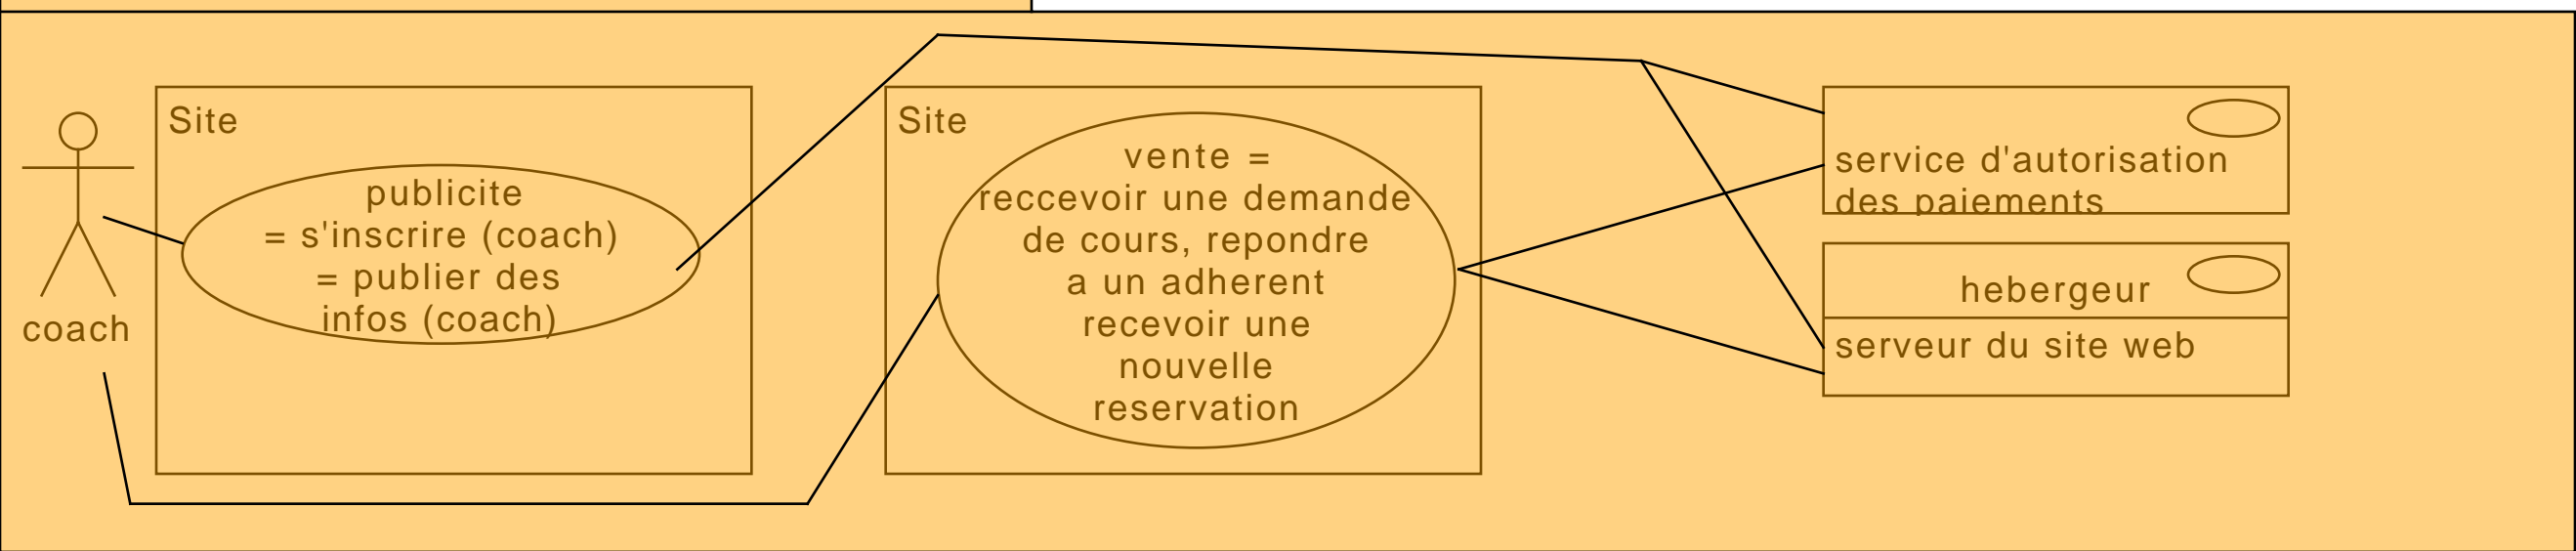 Site
publicite
= s'inscrire (coach)
= publier des
infos (coach)
coach
Site
vente =
reccevoir une demande
de cours, repondre
a un adherent
recevoir une
nouvelle
reservation
service d'autorisation
des paiements
hebergeur
serveur du site web